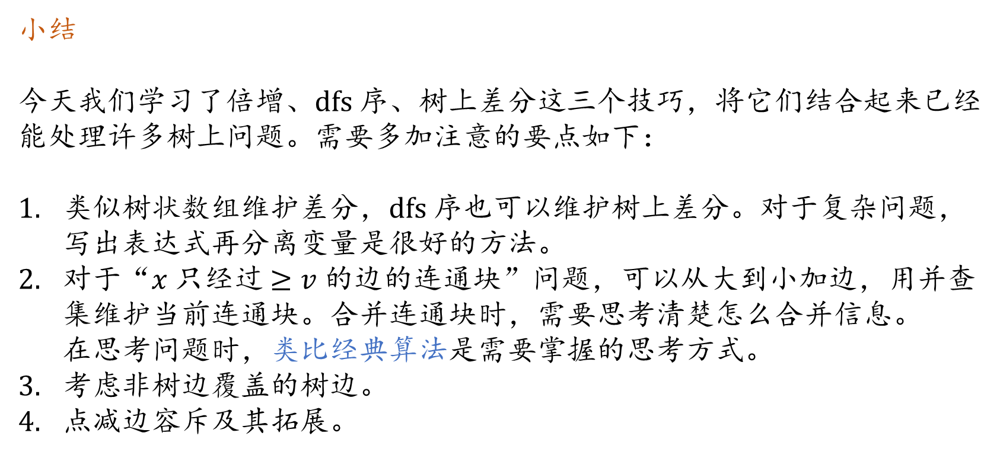 小结
今天我们学习了倍增、dfs 序、树上差分这三个技巧，将它们结合起来已经
能处理许多树上问题。需要多加注意的要点如下：
1. 类似树状数组维护差分，dfs 序也可以维护树上差分。对于复杂问题，
写出表达式再分离变量是很好的方法。
2. 对于“x 只经过 ≥ v 的边的连通块”问题，可以从大到小加边，用并查
集维护当前连通块。合并连通块时，需要思考清楚怎么合并信息。
在思考问题时，类比经典算法是需要掌握的思考方式。
3. 考虑非树边覆盖的树边。
4. 点减边容斥及其拓展。